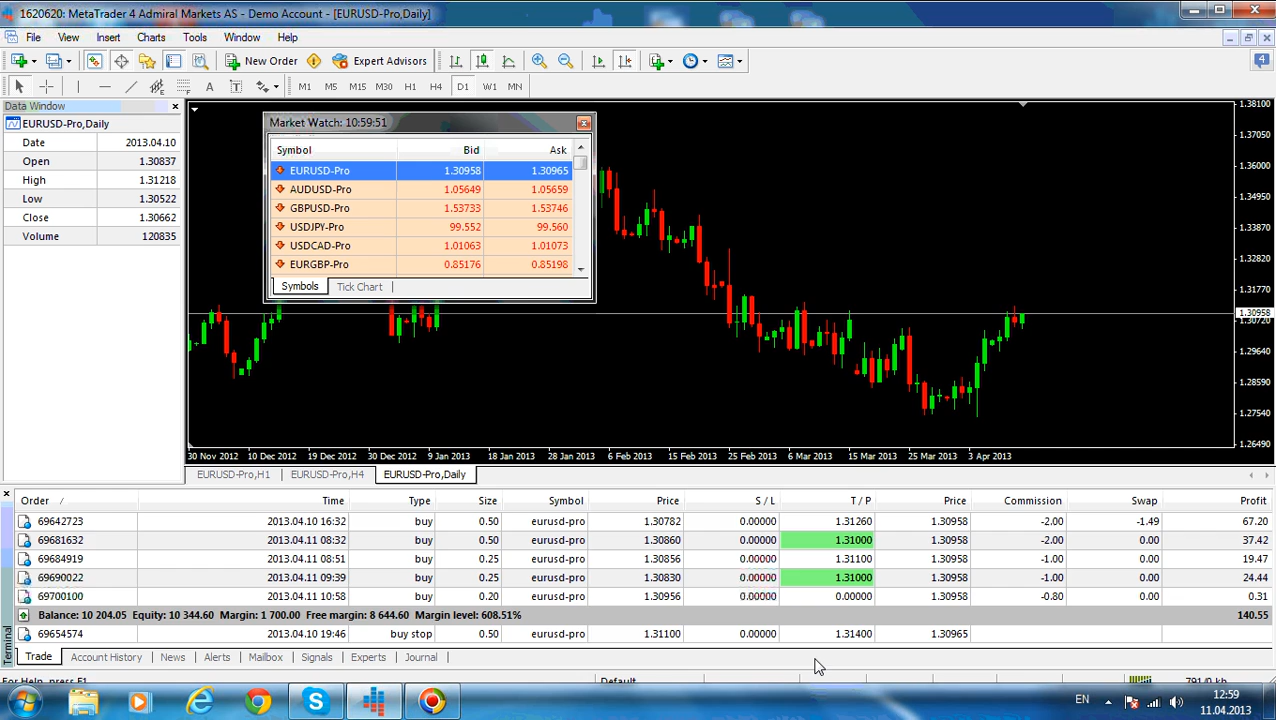 1620620: MetaTrader 4 Admiral Markets AS - Demo Account - [EURUSD-Pro,Daily]
File View Insert Charts Tools Window Help
4
New Order Expert Advisors
A T M1 M5 M15 M30 H1 H4 D1 W1 MN
Data Window
EURUSD-Pro,Daily
Date 2013.04.10
Open 1.30837
High 1.31218
Low 1.30522
Close 1.30662
Volume 120835
Market Watch: 10:59:51
Symbol Bid Ask
EURUSD-Pro 1.30958 1.30965
AUDUSD-Pro 1.05649 1.05659
GBPUSD-Pro 1.53733 1.53746
USDJPY-Pro 99.552 99.560
USDCAD-Pro 1.01063 1.01073
EURGBP-Pro 0.85176 0.85198
Symbols Tick Chart
1.38100
1.37050
1.36000
1.34950
1.33870
1.32820
1.31770
1.30958
1.30720
1.29640
1.28590
1.27540
1.26490
30 Nov 2012 10 Dec 2012 19 Dec 2012 30 Dec 2012 9 Jan 2013 18 Jan 2013 28 Jan 2013 6 Feb 2013 15 Feb 2013 25 Feb 2013 6 Mar 2013 15 Mar 2013 25 Mar 2013 3 Apr 2013
EURUSD-Pro,H1 EURUSD-Pro,H4 EURUSD-Pro,Daily
Order Time Type Size Symbol Price S / L T / P Price Commission Swap Profit
69642723 2013.04.10 16:32 buy 0.50 eurusd-pro 1.30782 0.00000 1.31260 1.30958 -2.00 -1.49 67.20
69681632 2013.04.11 08:32 buy 0.50 eurusd-pro 1.30860 0.00000 1.31000 1.30958 -2.00 0.00 37.42
69684919 2013.04.11 08:51 buy 0.25 eurusd-pro 1.30856 0.00000 1.31100 1.30958 -1.00 0.00 19.47
69690022 2013.04.11 09:39 buy 0.25 eurusd-pro 1.30830 0.00000 1.31000 1.30958 -1.00 0.00 24.44
69700100 2013.04.11 10:58 buy 0.20 eurusd-pro 1.30956 0.00000 0.00000 1.30958 -0.80 0.00 0.31
Balance: 10 204.05 Equity: 10 344.60 Margin: 1 700.00 Free margin: 8 644.60 Margin level: 608.51% 140.55
69654574 2013.04.10 19:46 buy stop 0.50 eurusd-pro 1.31100 0.00000 1.31400 1.30965
Terminal
Trade Account History News Alerts Mailbox Signals Experts Journal
For Help, press F1 Default 791/0 kb
EN 12:59
11.04.2013